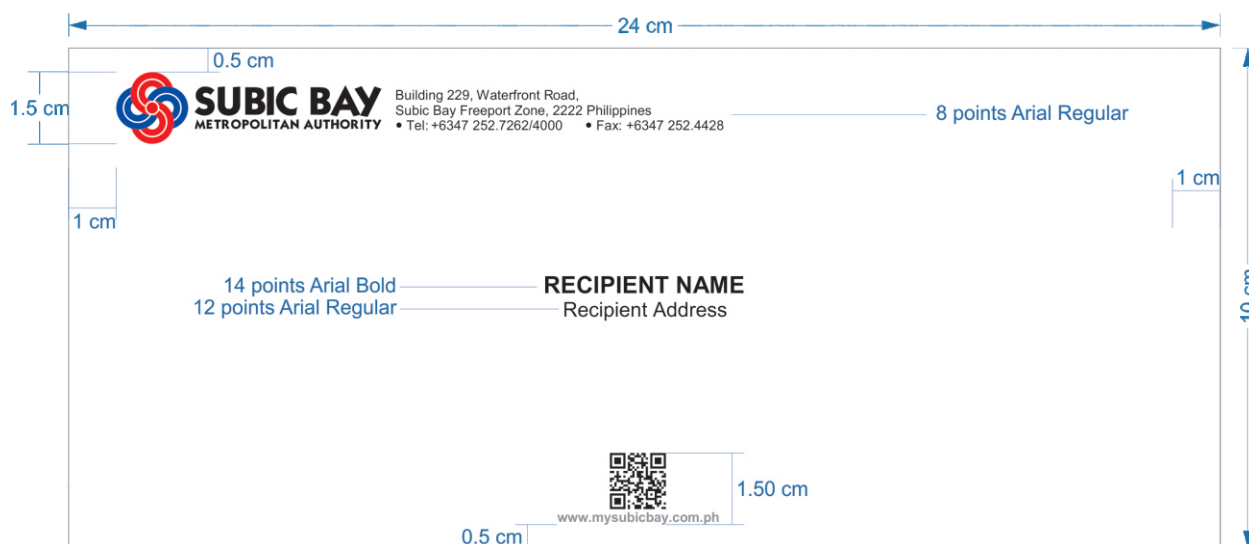 24 cm
0.5 cm
1.5 cm
SUBIC BAY
METROPOLITAN AUTHORITY
Building 229, Waterfront Road,
Subic Bay Freeport Zone, 2222 Philippines
• Tel: +6347 252.7262/4000 • Fax: +6347 252.4428
8 points Arial Regular
1 cm
1 cm
14 points Arial Bold
RECIPIENT NAME
12 points Arial Regular
Recipient Address
10 cm
1.50 cm
www.mysubicbay.com.ph
0.5 cm